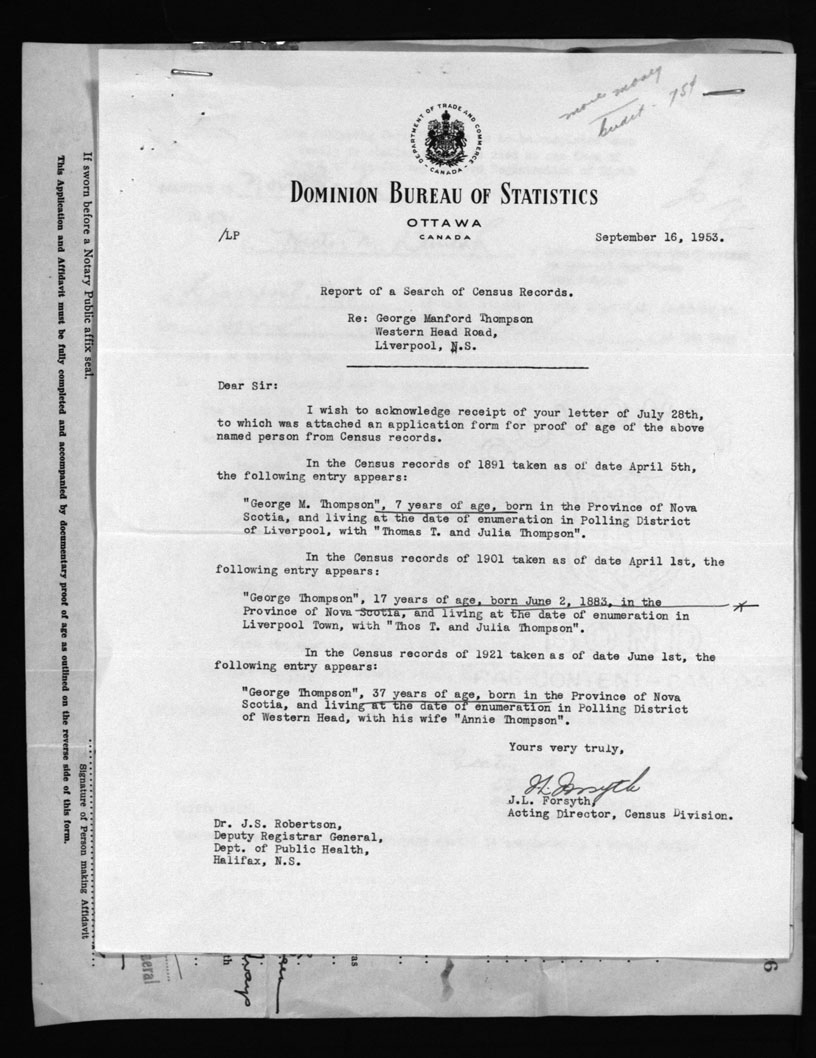 more money
75¢
DEPARTMENT OF TRADE AND COMMERCE
- CANADA -
DOMINION BUREAU OF STATISTICS
OTTAWA
CANADA
/LP
September 16, 1953.
Report of a Search of Census Records.
Re: George Manford Thompson
Western Head Road,
Liverpool, N.S.
Dear Sir:
I wish to acknowledge receipt of your letter of July 28th,
to which was attached an application form for proof of age of the above
named person from Census records.
In the Census records of 1891 taken as of date April 5th,
the following entry appears:
"George M. Thompson", 7 years of age, born in the Province of Nova
Scotia, and living at the date of enumeration in Polling District
of Liverpool, with "Thomas T. and Julia Thompson".
In the Census records of 1901 taken as of date April 1st, the
following entry appears:
"George Thompson", 17 years of age, born June 2, 1883, in the
Province of Nova Scotia, and living at the date of enumeration in
Liverpool Town, with "Thos T. and Julia Thompson".
In the Census records of 1921 taken as of date June 1st, the
following entry appears:
"George Thompson", 37 years of age, born in the Province of Nova
Scotia, and living at the date of enumeration in Polling District
of Western Head, with his wife "Annie Thompson".
Yours very truly,
J.L. Forsyth
J.L. Forsyth,
Acting Director, Census Division.
Dr. J.S. Robertson,
Deputy Registrar General,
Dept. of Public Health,
Halifax, N.S.
If sworn before a Notary Public affix seal.
This Application and Affidavit must be fully completed and accompanied by documentary proof of age as outlined on the reverse side of this form.
Signature of Person making Affidavit